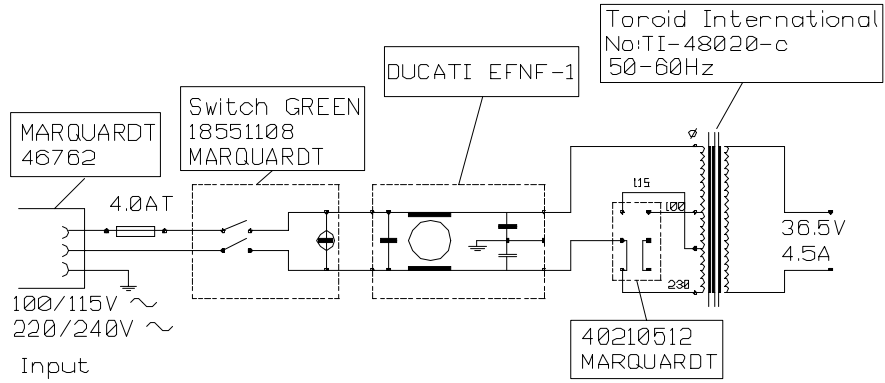 Toroid International
No:TI-48020-c
50-60Hz
DUCATI EFNF-1
Switch GREEN
18551108
MARQUARDT
MARQUARDT
46762
4.0AT
Ø
115
100
230
36.5V
4.5A
100/115V ~
220/240V ~
Input
40210512
MARQUARDT